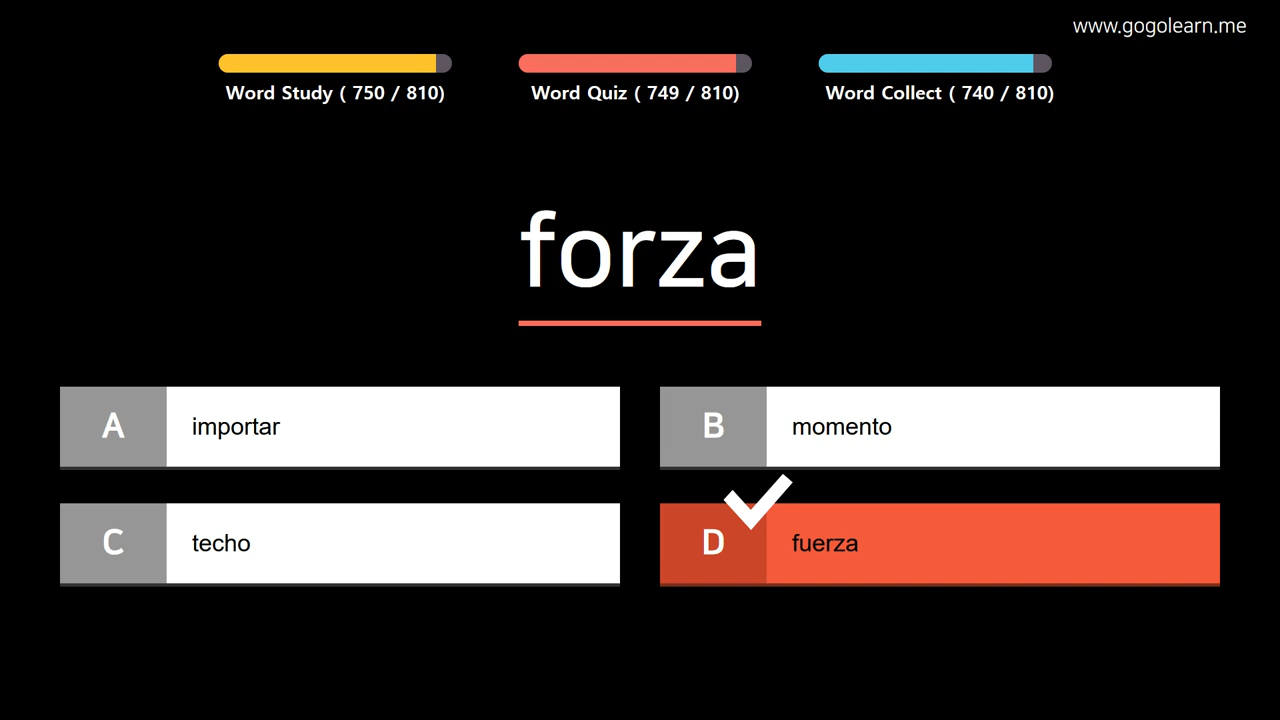 www.gogolearn.me
Word Study ( 750 / 810)
Word Quiz ( 749 / 810)
Word Collect ( 740 / 810)
forza
A importar
B momento
C techo
D fuerza